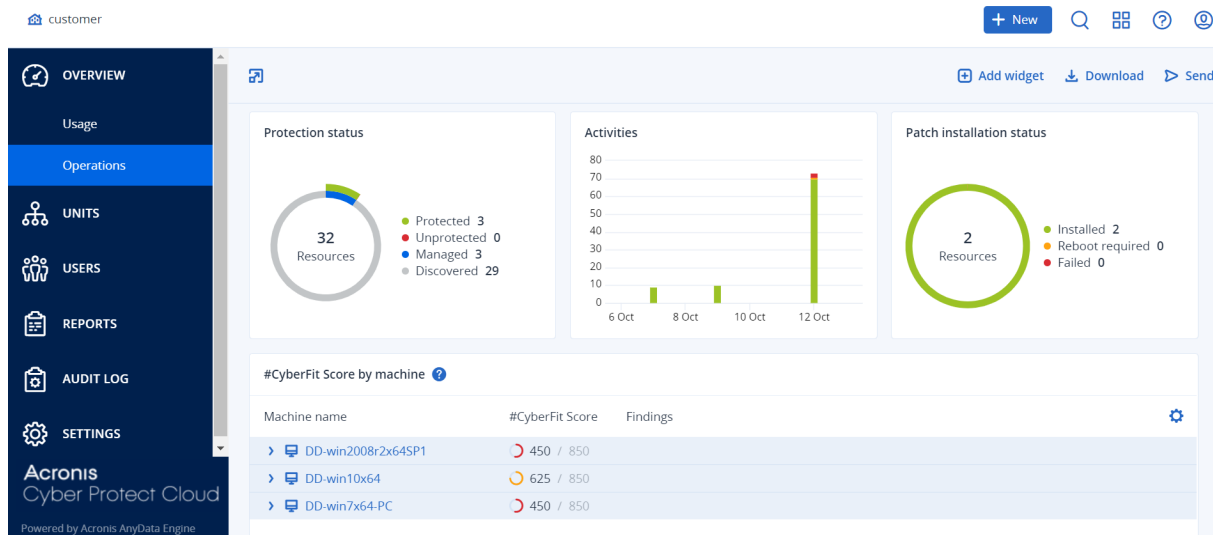 customer
New
OVERVIEW
Usage
Operations
UNITS
USERS
REPORTS
AUDIT LOG
SETTINGS
Acronis
Cyber Protect Cloud
Powered by Acronis AnyData Engine
Add widget
Download
Send
Protection status
32
Resources
Protected 3
Unprotected 0
Managed 3
Discovered 29
Activities
80
70
60
50
40
30
20
10
0
6 Oct 8 Oct 10 Oct 12 Oct
Patch installation status
2
Resources
Installed 2
Reboot required 0
Failed 0
#CyberFit Score by machine ?
Machine name #CyberFit Score Findings
DD-win2008r2x64SP1 450 / 850
DD-win10x64 625 / 850
DD-win7x64-PC 450 / 850